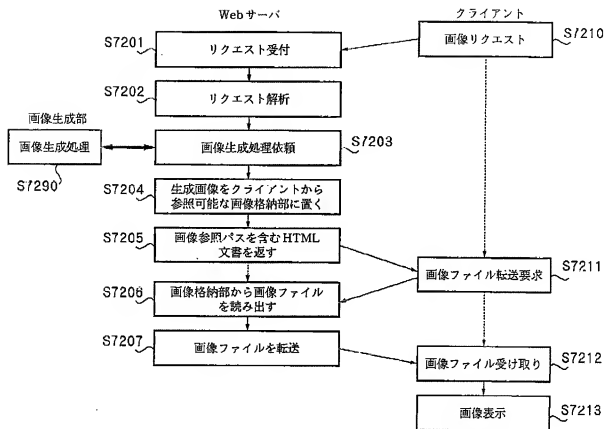 Webサーバ
クライアント
S7201
リクエスト受付
画像リクエスト
S7210
S7202
リクエスト解析
画像生成部
画像生成処理
S7290
画像生成処理依頼
S7203
S7204
生成画像をクライアントから
参照可能な画像格納部に置く
S7205
画像参照パスを含むHTML
文書を返す
画像ファイル転送要求
S7211
S7206
画像格納部から画像ファイル
を読み出す
S7207
画像ファイルを転送
画像ファイル受け取り
S7212
画像表示
S7213